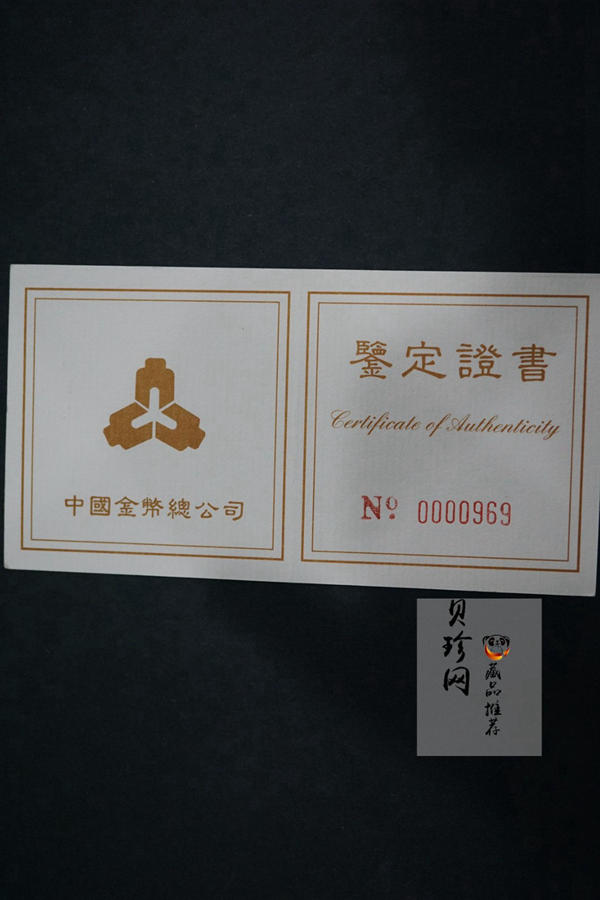 中國金幣總公司
鑒定證書
Certificate of Authenticity
Nº 0000969
贝珍网
藏品推荐